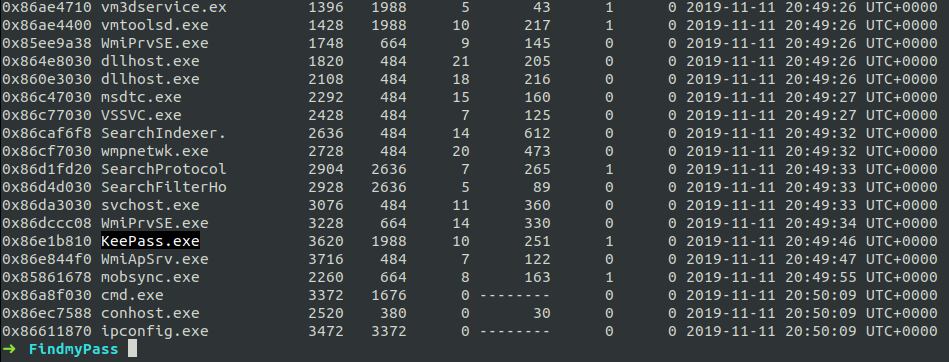 0x86ae4710 vm3dservice.ex 1396 1988 5 43 1 0 2019-11-11 20:49:26 UTC+0000
0x86ae4400 vmtoolsd.exe 1428 1988 10 217 1 0 2019-11-11 20:49:26 UTC+0000
0x85ee9a38 WmiPrvSE.exe 1748 664 9 145 0 0 2019-11-11 20:49:26 UTC+0000
0x864e8030 dllhost.exe 1820 484 21 205 0 0 2019-11-11 20:49:26 UTC+0000
0x860e3030 dllhost.exe 2108 484 18 216 0 0 2019-11-11 20:49:26 UTC+0000
0x86c47030 msdtc.exe 2292 484 15 160 0 0 2019-11-11 20:49:27 UTC+0000
0x86c77030 VSSVC.exe 2428 484 7 125 0 0 2019-11-11 20:49:27 UTC+0000
0x86caf6f8 SearchIndexer. 2636 484 14 612 0 0 2019-11-11 20:49:32 UTC+0000
0x86cf7030 wmpnetwk.exe 2728 484 20 473 0 0 2019-11-11 20:49:32 UTC+0000
0x86d1fd20 SearchProtocol 2904 2636 7 265 1 0 2019-11-11 20:49:33 UTC+0000
0x86d4d030 SearchFilterHo 2928 2636 5 89 0 0 2019-11-11 20:49:33 UTC+0000
0x86da3030 svchost.exe 3076 484 11 360 0 0 2019-11-11 20:49:33 UTC+0000
0x86dccc08 WmiPrvSE.exe 3228 664 14 330 0 0 2019-11-11 20:49:34 UTC+0000
0x86e1b810 KeePass.exe 3620 1988 10 251 1 0 2019-11-11 20:49:46 UTC+0000
0x86e844f0 WmiApSrv.exe 3716 484 7 122 0 0 2019-11-11 20:49:47 UTC+0000
0x85861678 mobsync.exe 2260 664 8 163 1 0 2019-11-11 20:49:55 UTC+0000
0x86a8f030 cmd.exe 3372 1676 0 -------- 0 0 2019-11-11 20:50:09 UTC+0000
0x86ec7588 conhost.exe 2520 380 0 30 0 0 2019-11-11 20:50:09 UTC+0000
0x86611870 ipconfig.exe 3472 3372 0 -------- 0 0 2019-11-11 20:50:09 UTC+0000
➜ FindmyPass